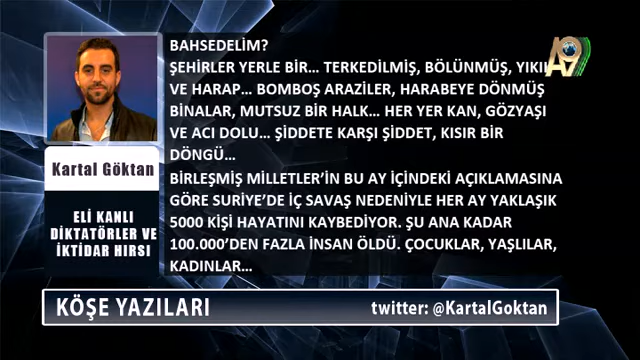 BAHSEDELİM?
ŞEHİRLER YERLE BİR... TERKEDİLMİŞ, BÖLÜNMÜŞ,
VE HARAP... BOMBOŞ ARAZİLER, HARABEYE DÖNMÜŞ
BİNALAR, MUTSUZ BİR HALK... HER YER KAN, GÖZYAŞI
VE ACI DOLU... ŞİDDETE KARŞI ŞİDDET, KISIR BİR
DÖNGÜ...
BİRLEŞMİŞ MİLLETLER'İN BU AY İÇİNDEKİ AÇIKLAMASINA
GÖRE SURİYE'DE İÇ SAVAŞ NEDENİYLE HER AY YAKLAŞIK
5000 KİŞİ HAYATINI KAYBEDİYOR. ŞU ANA KADAR
100.000'DEN FAZLA İNSAN ÖLDÜ. ÇOCUKLAR, YAŞLILAR,
KADINLAR...
A9
Kartal Göktan
ELİ KANLI
DİKTATÖRLER VE
İKTİDAR HIRSI
KÖŞE YAZILARI
twitter: @KartalGoktan